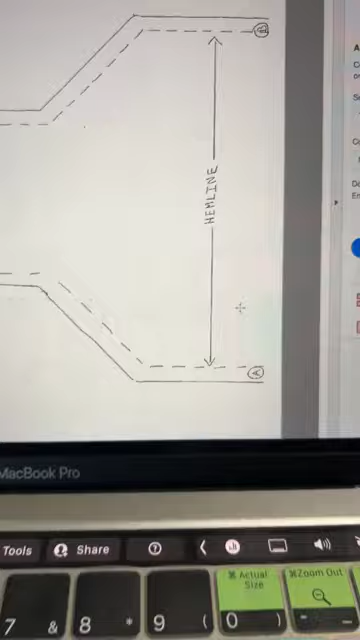 B
HEMLINE
A
MacBook Pro
Tools
Share
⌘ Actual
Size
⌘Zoom Out
7 &
8 *
9 (
0 )
-